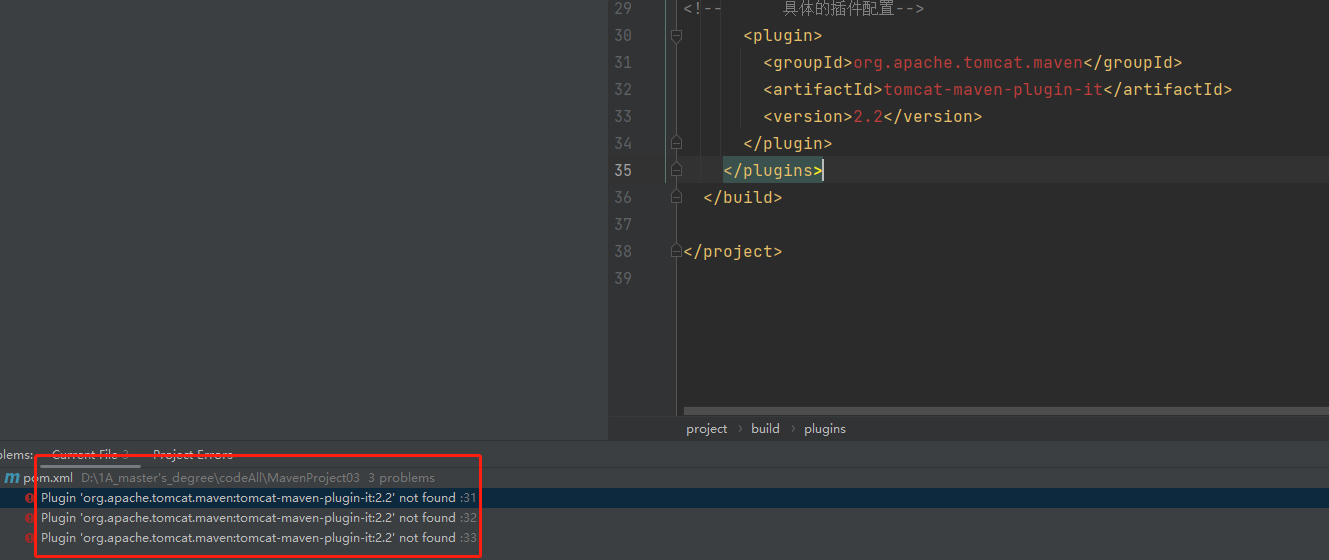 29 <!-- 具体的插件配置-->
30 <plugin>
31 <groupId>org.apache.tomcat.maven</groupId>
32 <artifactId>tomcat-maven-plugin-it</artifactId>
33 <version>2.2</version>
34 </plugin>
35 </plugins>
36 </build>
37
38 </project>
39
project › build › plugins
blems: Current File 3 Project Errors
pom.xml D:\1A_master's_degree\codeAll\MavenProject03 3 problems
Plugin 'org.apache.tomcat.maven:tomcat-maven-plugin-it:2.2' not found :31
Plugin 'org.apache.tomcat.maven:tomcat-maven-plugin-it:2.2' not found :32
Plugin 'org.apache.tomcat.maven:tomcat-maven-plugin-it:2.2' not found :33